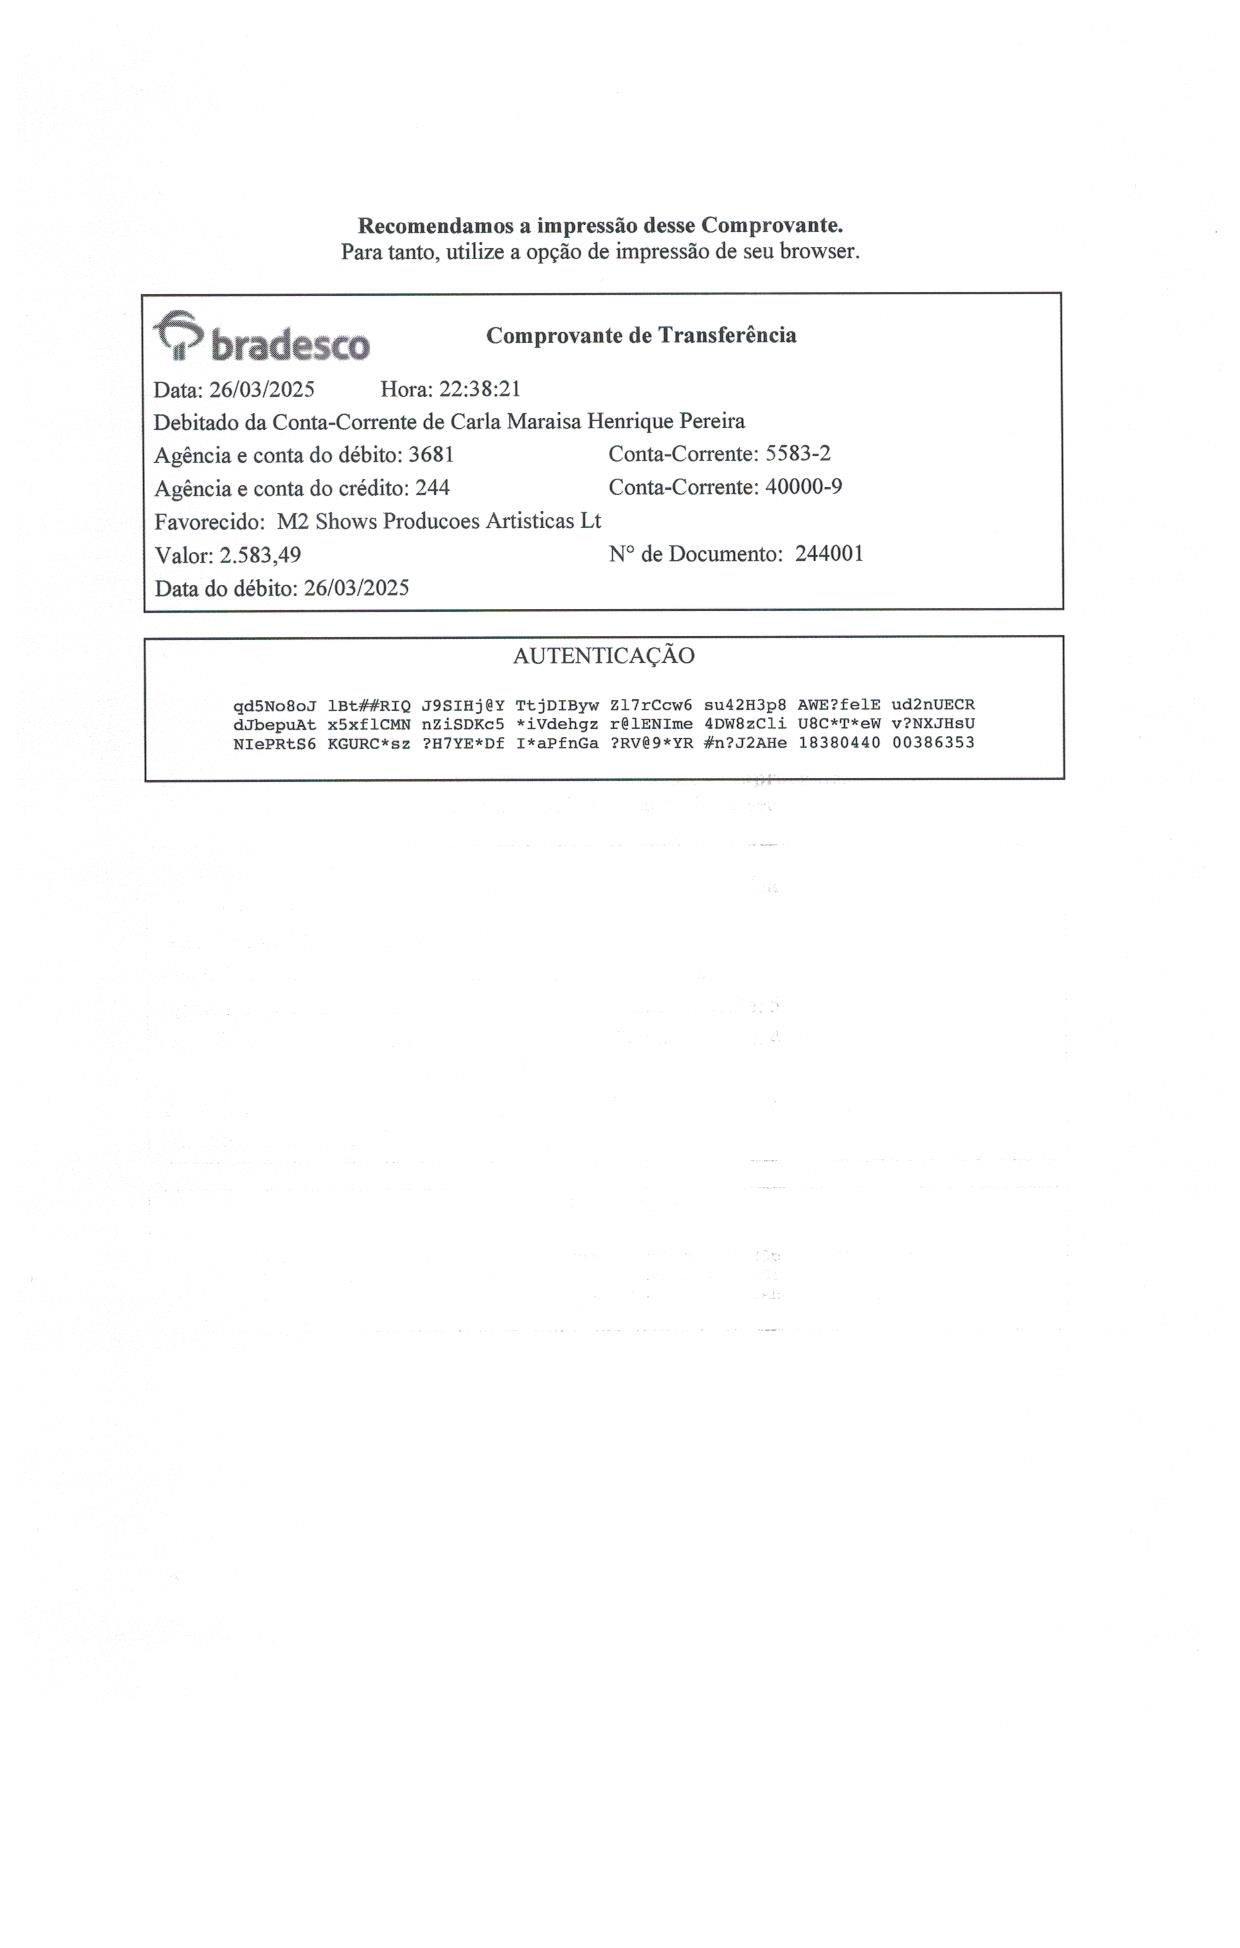 Recomendamos a impressão desse Comprovante.
Para tanto, utilize a opção de impressão de seu browser.
bradesco
Comprovante de Transferência
Data: 26/03/2025 Hora: 22:38:21
Debitado da Conta-Corrente de Carla Maraisa Henrique Pereira
Agência e conta do débito: 3681 Conta-Corrente: 5583-2
Agência e conta do crédito: 244 Conta-Corrente: 40000-9
Favorecido: M2 Shows Producoes Artisticas Lt
Valor: 2.583,49 N° de Documento: 244001
Data do débito: 26/03/2025
AUTENTICAÇÃO
qd5No8oJ lBt##RIQ J9SIHj@Y TtjDIByw Zl7rCcw6 su42H3p8 AWE?felE ud2nUECR
dJbepuAt x5xflCMN nZiSDKc5 *iVdehgz r@lENIme 4DW8zCli U8C*T*eW v?NXJHsU
NIePRtS6 KGURC*sz ?H7YE*Df I*aPfnGa ?RV@9*YR #n?J2AHe 18380440 00386353